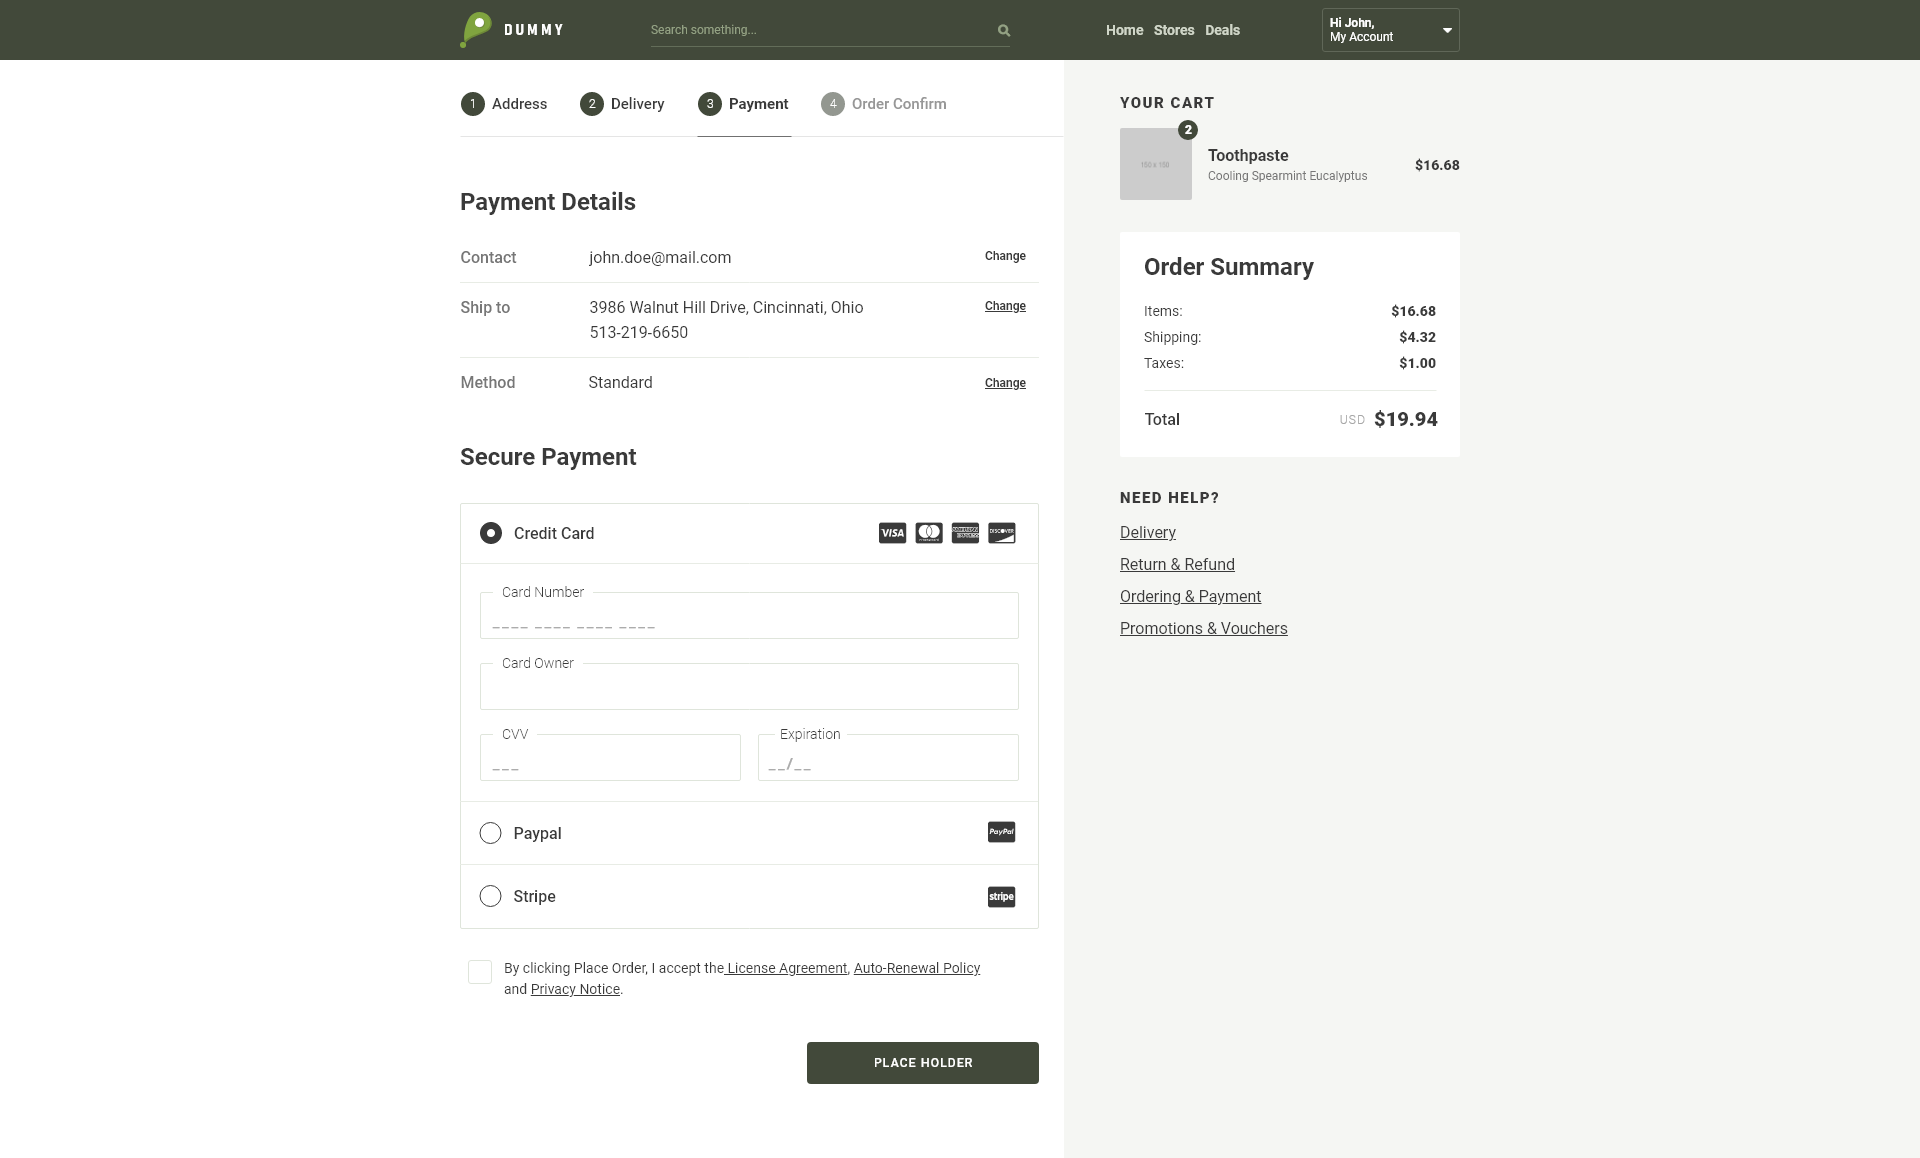 DUMMY
Search something...
Home Stores Deals
Hi John,
My Account
1 Address 2 Delivery 3 Payment 4 Order Confirm
Payment Details
Contact john.doe@mail.com Change
Ship to 3986 Walnut Hill Drive, Cincinnati, Ohio Change
513-219-6650
Method Standard Change
Secure Payment
Credit Card VISA DISCOVER
Card Number
____ ____ ____ ____
Card Owner
CVV Expiration
___ __/__
Paypal PayPal
Stripe stripe
By clicking Place Order, I accept the License Agreement, Auto-Renewal Policy
and Privacy Notice.
PLACE HOLDER
YOUR CART
2
150 x 150
Toothpaste
Cooling Spearmint Eucalyptus
$16.68
Order Summary
Items: $16.68
Shipping: $4.32
Taxes: $1.00
Total USD $19.94
NEED HELP?
Delivery
Return & Refund
Ordering & Payment
Promotions & Vouchers